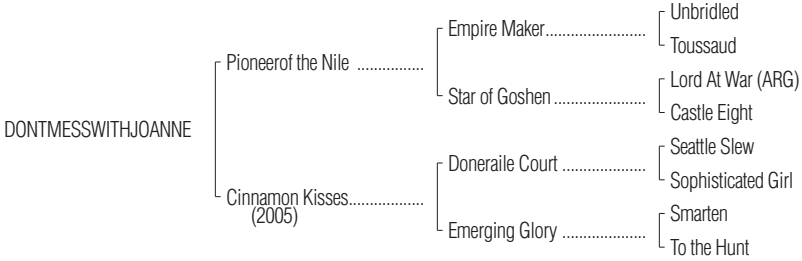 Unbridled
Empire Maker.......................
Toussaud
Pioneerof the Nile ................
Lord At War (ARG)
Star of Goshen ......................
Castle Eight
DONTMESSWITHJOANNE
Seattle Slew
Doneraile Court ....................
Sophisticated Girl
Cinnamon Kisses..................
(2005)
Smarten
Emerging Glory ....................
To the Hunt